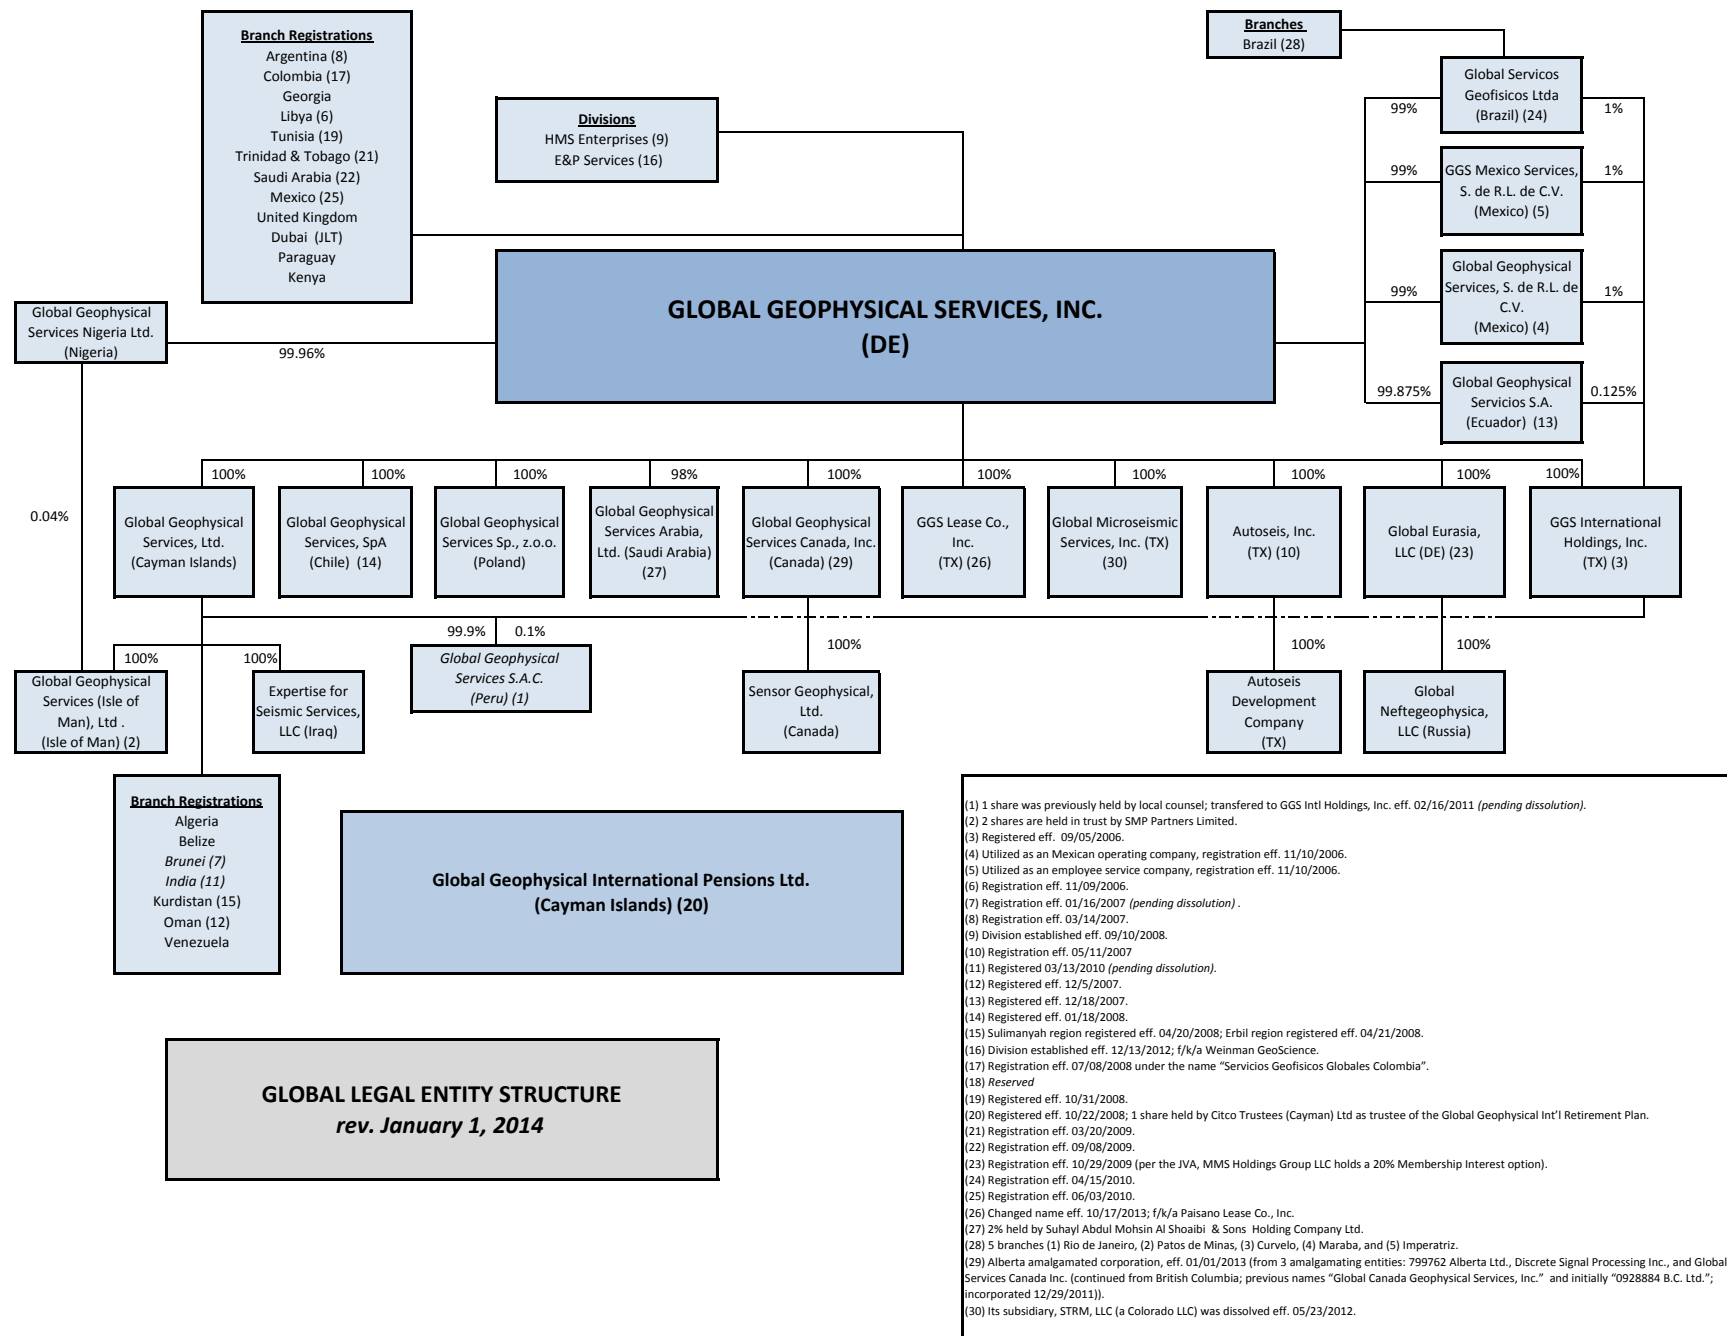 Branch Registrations
Argentina (8)
Colombia (17)
Georgia
Libya (6)
Tunisia (19)
Trinidad & Tobago (21)
Saudi Arabia (22)
Mexico (25)
United Kingdom
Dubai (JLT)
Paraguay
Kenya
Divisions
HMS Enterprises (9)
E&P Services (16)
Branches
Brazil (28)
Global Servicos
Geofisicos Ltda
(Brazil) (24)
99%
1%
GGS Mexico Services,
S. de R.L. de C.V.
(Mexico) (5)
99%
1%
Global Geophysical
Services, S. de R.L. de
C.V.
(Mexico) (4)
99%
1%
Global Geophysical
Servicios S.A.
(Ecuador) (13)
99.875%
0.125%
GLOBAL GEOPHYSICAL SERVICES, INC.
(DE)
Global Geophysical
Services Nigeria Ltd.
(Nigeria)
99.96%
0.04%
100%
Global Geophysical
Services, Ltd.
(Cayman Islands)
100%
Global Geophysical
Services, SpA
(Chile) (14)
100%
Global Geophysical
Services Sp., z.o.o.
(Poland)
98%
Global Geophysical
Services Arabia,
Ltd. (Saudi Arabia)
(27)
100%
Global Geophysical
Services Canada, Inc.
(Canada) (29)
100%
GGS Lease Co.,
Inc.
(TX) (26)
100%
Global Microseismic
Services, Inc. (TX)
(30)
100%
Autoseis, Inc.
(TX) (10)
100%
Global Eurasia,
LLC (DE) (23)
100%
GGS International
Holdings, Inc.
(TX) (3)
100%
Global Geophysical
Services (Isle of
Man), Ltd .
(Isle of Man) (2)
100%
Expertise for
Seismic Services,
LLC (Iraq)
99.9%
0.1%
Global Geophysical
Services S.A.C.
(Peru) (1)
100%
Sensor Geophysical,
Ltd.
(Canada)
100%
Autoseis
Development
Company
(TX)
100%
Global
Neftegeophysica,
LLC (Russia)
Branch Registrations
Algeria
Belize
Brunei (7)
India (11)
Kurdistan (15)
Oman (12)
Venezuela
Global Geophysical International Pensions Ltd.
(Cayman Islands) (20)
GLOBAL LEGAL ENTITY STRUCTURE
rev. January 1, 2014
(1) 1 share was previously held by local counsel; transfered to GGS Intl Holdings, Inc. eff. 02/16/2011 (pending dissolution).
(2) 2 shares are held in trust by SMP Partners Limited.
(3) Registered eff. 09/05/2006.
(4) Utilized as an Mexican operating company, registration eff. 11/10/2006.
(5) Utilized as an employee service company, registration eff. 11/10/2006.
(6) Registration eff. 11/09/2006.
(7) Registration eff. 01/16/2007 (pending dissolution) .
(8) Registration eff. 03/14/2007.
(9) Division established eff. 09/10/2008.
(10) Registration eff. 05/11/2007
(11) Registered 03/13/2010 (pending dissolution).
(12) Registered eff. 12/5/2007.
(13) Registered eff. 12/18/2007.
(14) Registered eff. 01/18/2008.
(15) Sulimanyah region registered eff. 04/20/2008; Erbil region registered eff. 04/21/2008.
(16) Division established eff. 12/13/2012; f/k/a Weinman GeoScience.
(17) Registration eff. 07/08/2008 under the name “Servicios Geofisicos Globales Colombia”.
(18) Reserved
(19) Registered eff. 10/31/2008.
(20) Registered eff. 10/22/2008; 1 share held by Citco Trustees (Cayman) Ltd as trustee of the Global Geophysical Int’l Retirement Plan.
(21) Registration eff. 03/20/2009.
(22) Registration eff. 09/08/2009.
(23) Registration eff. 10/29/2009 (per the JVA, MMS Holdings Group LLC holds a 20% Membership Interest option).
(24) Registration eff. 04/15/2010.
(25) Registration eff. 06/03/2010.
(26) Changed name eff. 10/17/2013; f/k/a Paisano Lease Co., Inc.
(27) 2% held by Suhayl Abdul Mohsin Al Shoaibi & Sons Holding Company Ltd.
(28) 5 branches (1) Rio de Janeiro, (2) Patos de Minas, (3) Curvelo, (4) Maraba, and (5) Imperatriz.
(29) Alberta amalgamated corporation, eff. 01/01/2013 (from 3 amalgamating entities: 799762 Alberta Ltd., Discrete Signal Processing Inc., and Global
Services Canada Inc. (continued from British Columbia; previous names “Global Canada Geophysical Services, Inc.” and initially “0928884 B.C. Ltd.”;
incorporated 12/29/2011)).
(30) Its subsidiary, STRM, LLC (a Colorado LLC) was dissolved eff. 05/23/2012.